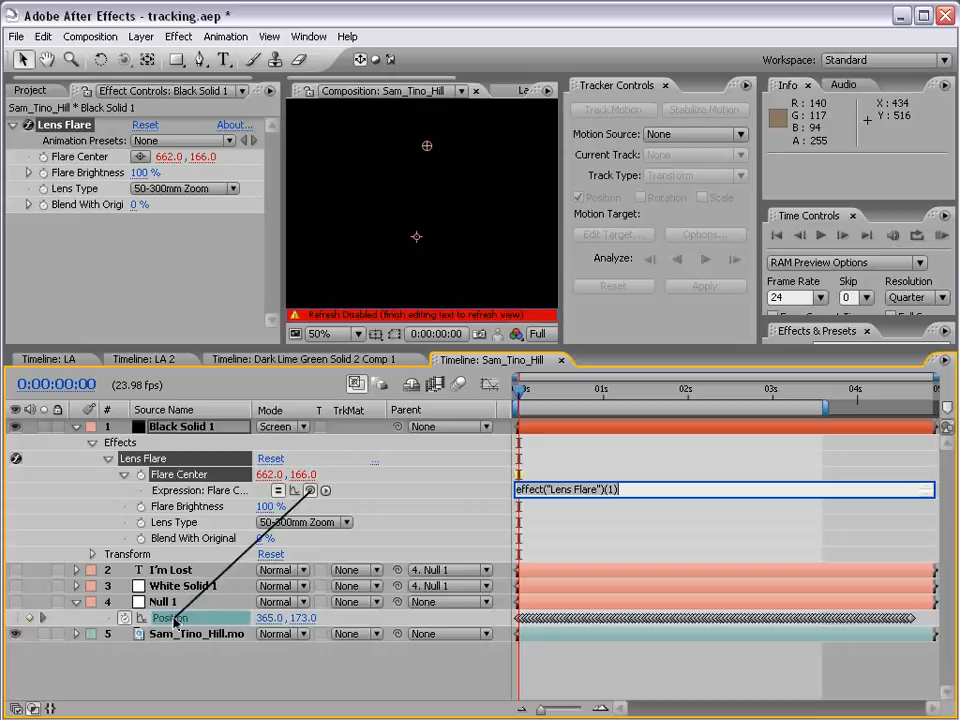 Adobe After Effects - tracking.aep *
File Edit Composition Layer Effect Animation View Window Help
Workspace: Standard
Project Effect Controls: Black Solid 1
Sam_Tino_Hill * Black Solid 1
Lens Flare Reset About...
Animation Presets: None
Flare Center 662.0, 166.0
Flare Brightness 100 %
Lens Type 50-300mm Zoom
Blend With Origi 0 %
Composition: Sam_Tino_Hill La
Refresh Disabled (finish editing text to refresh view)
50% 0:00:00:00 Full
Tracker Controls
Track Motion Stabilize Motion
Motion Source: None
Current Track: None
Track Type: Transform
Position Rotation Scale
Motion Target:
Edit Target... Options...
Analyze:
Reset Apply
Info Audio
R: 140 X: 434
G: 117 Y: 516
B: 94
A: 255
Time Controls
RAM Preview Options
Frame Rate Skip Resolution
24 0 Quarter
Effects & Presets
Timeline: LA Timeline: LA 2 Timeline: Dark Lime Green Solid 2 Comp 1 Timeline: Sam_Tino_Hill
0:00:00:00 (23.98 fps)
# Source Name Mode T TrkMat Parent
01s 02s 03s 04s
1 Black Solid 1 Screen None
Effects
Lens Flare Reset ...
Flare Center 662.0, 166.0
Expression: Flare C...
effect("Lens Flare")(1)
Flare Brightness 100 %
Lens Type 50-300mm Zoom
Blend With Original 0 %
Transform Reset
2 T I'm Lost Normal None 4. Null 1
3 White Solid 1 Normal None 4. Null 1
4 Null 1 Normal None None
Position 365.0, 173.0
5 Sam_Tino_Hill.mo Normal None None